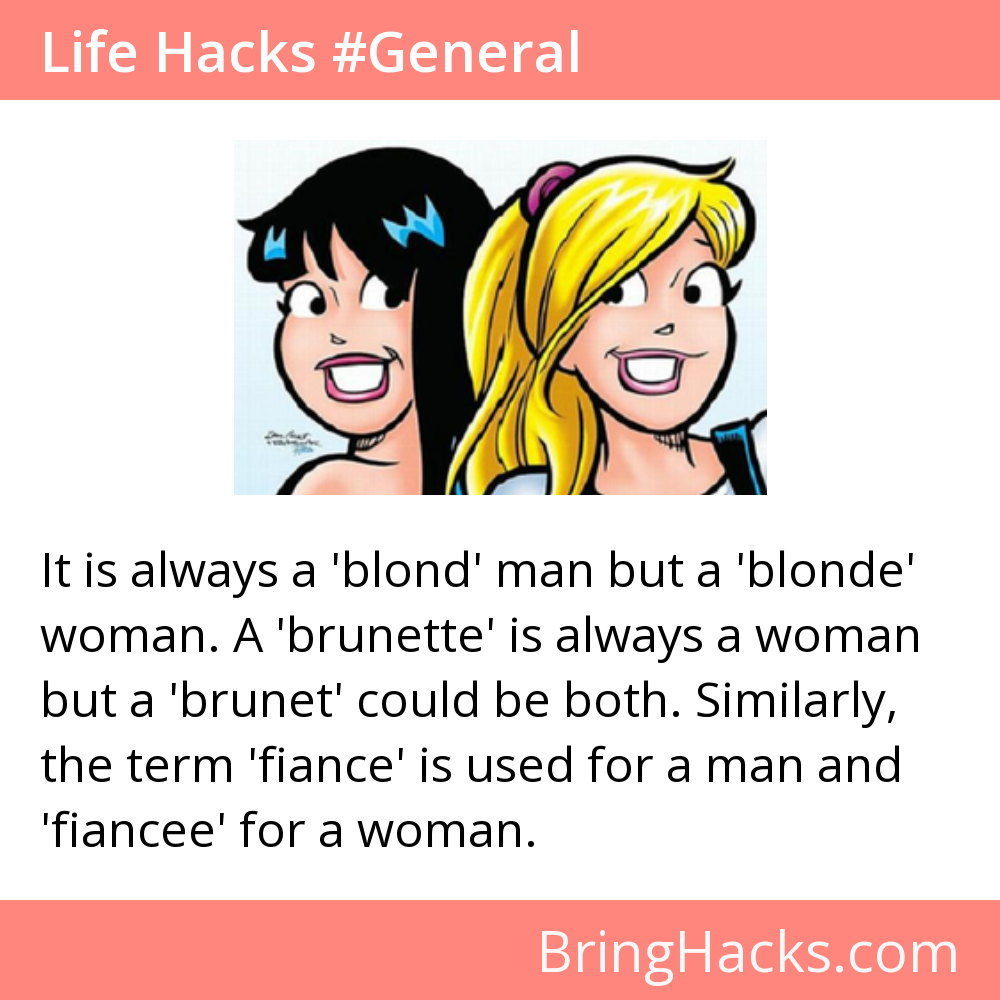 Life Hacks #General
It is always a 'blond' man but a 'blonde'
woman. A 'brunette' is always a woman
but a 'brunet' could be both. Similarly,
the term 'fiance' is used for a man and
'fiancee' for a woman.
BringHacks.com